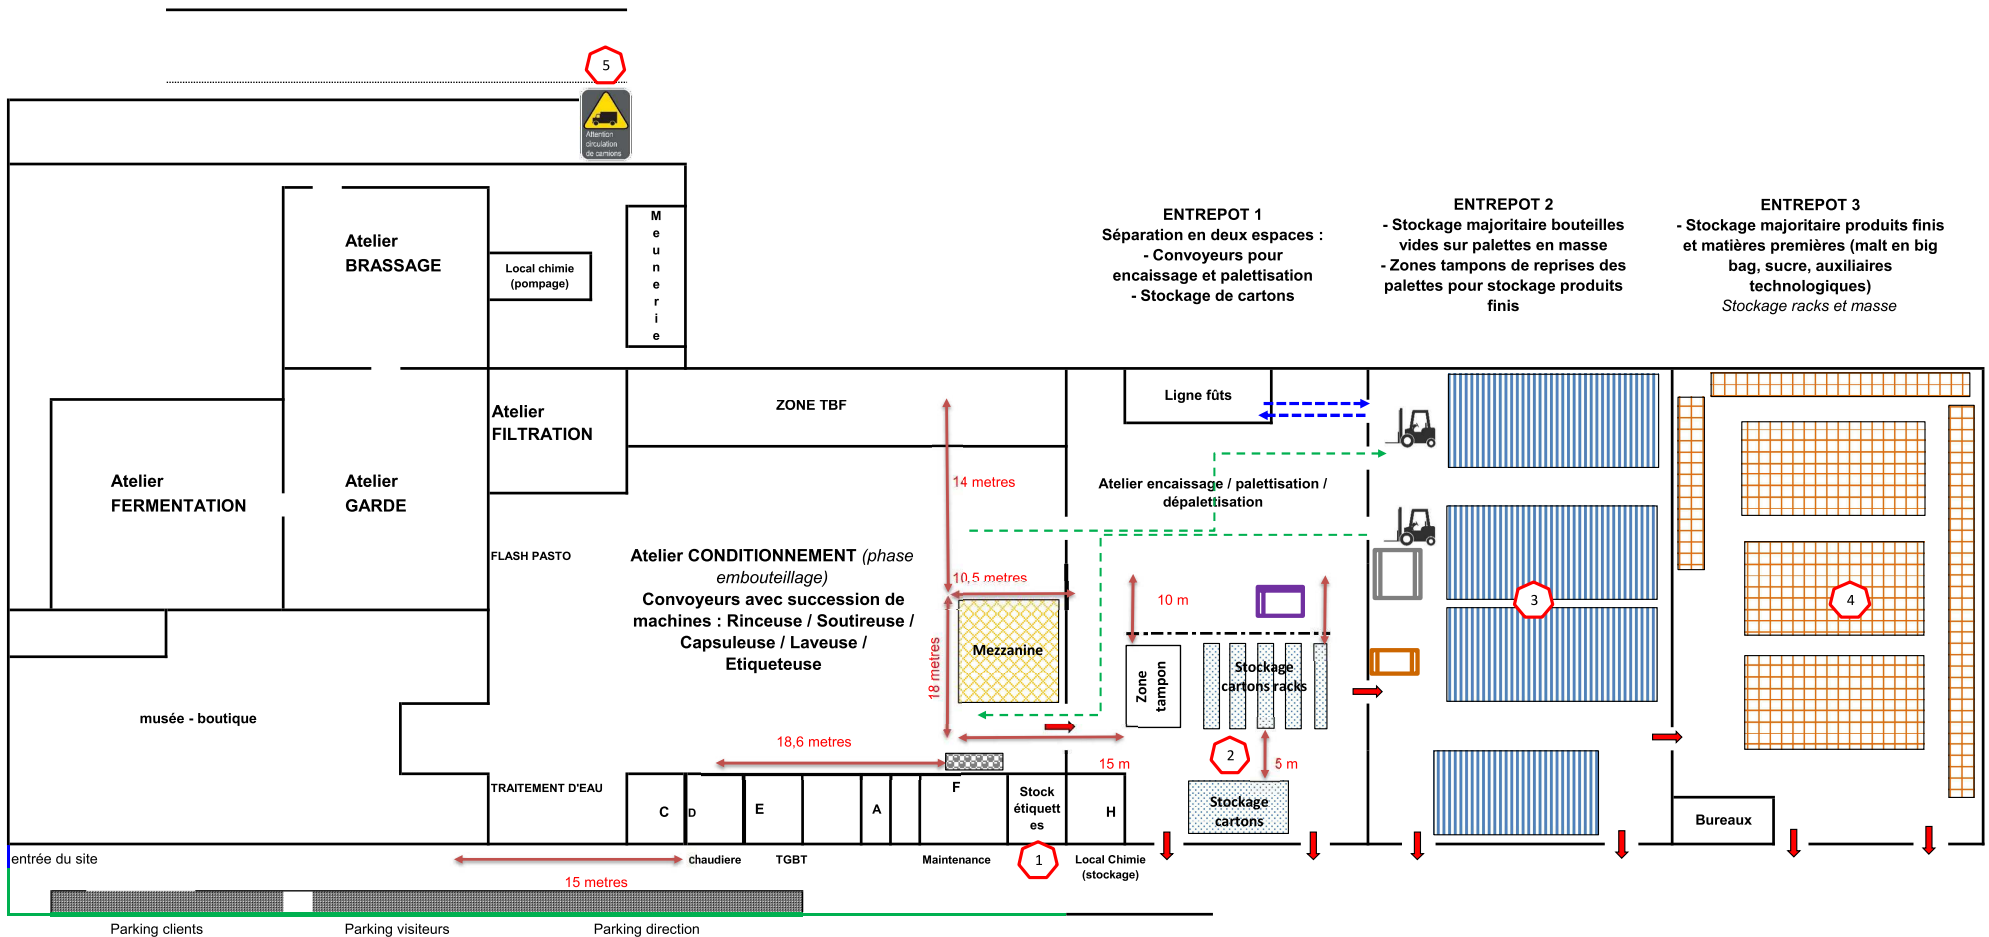 5
Attention
circulation
de camions
Atelier
BRASSAGE
Local chimie
(pompage)
M
e
u
n
e
r
i
e
ENTREPOT 1
Séparation en deux espaces :
- Convoyeurs pour
encaissage et palettisation
- Stockage de cartons
ENTREPOT 2
- Stockage majoritaire bouteilles
vides sur palettes en masse
- Zones tampons de reprises des
palettes pour stockage produits
finis
ENTREPOT 3
- Stockage majoritaire produits finis
et matières premières (malt en big
bag, sucre, auxiliaires
technologiques)
Stockage racks et masse
Atelier
FILTRATION
ZONE TBF
Ligne fûts
Atelier
FERMENTATION
Atelier
GARDE
14 metres
Atelier encaissage / palettisation /
dépalettisation
FLASH PASTO
Atelier CONDITIONNEMENT (phase
embouteillage)
Convoyeurs avec succession de
machines : Rinceuse / Soutireuse /
Capsuleuse / Laveuse /
Etiqueteuse
10,5 metres
18 metres
Mezzanine
10 m
Zone
tampon
Stockage
cartons racks
3
4
musée - boutique
18,6 metres
15 m
2
5 m
TRAITEMENT D'EAU
C
D
E
A
F
Stock
étiquett
es
H
Stockage
cartons
Bureaux
entrée du site
15 metres
chaudiere
TGBT
Maintenance
1
Local Chimie
(stockage)
Parking clients
Parking visiteurs
Parking direction